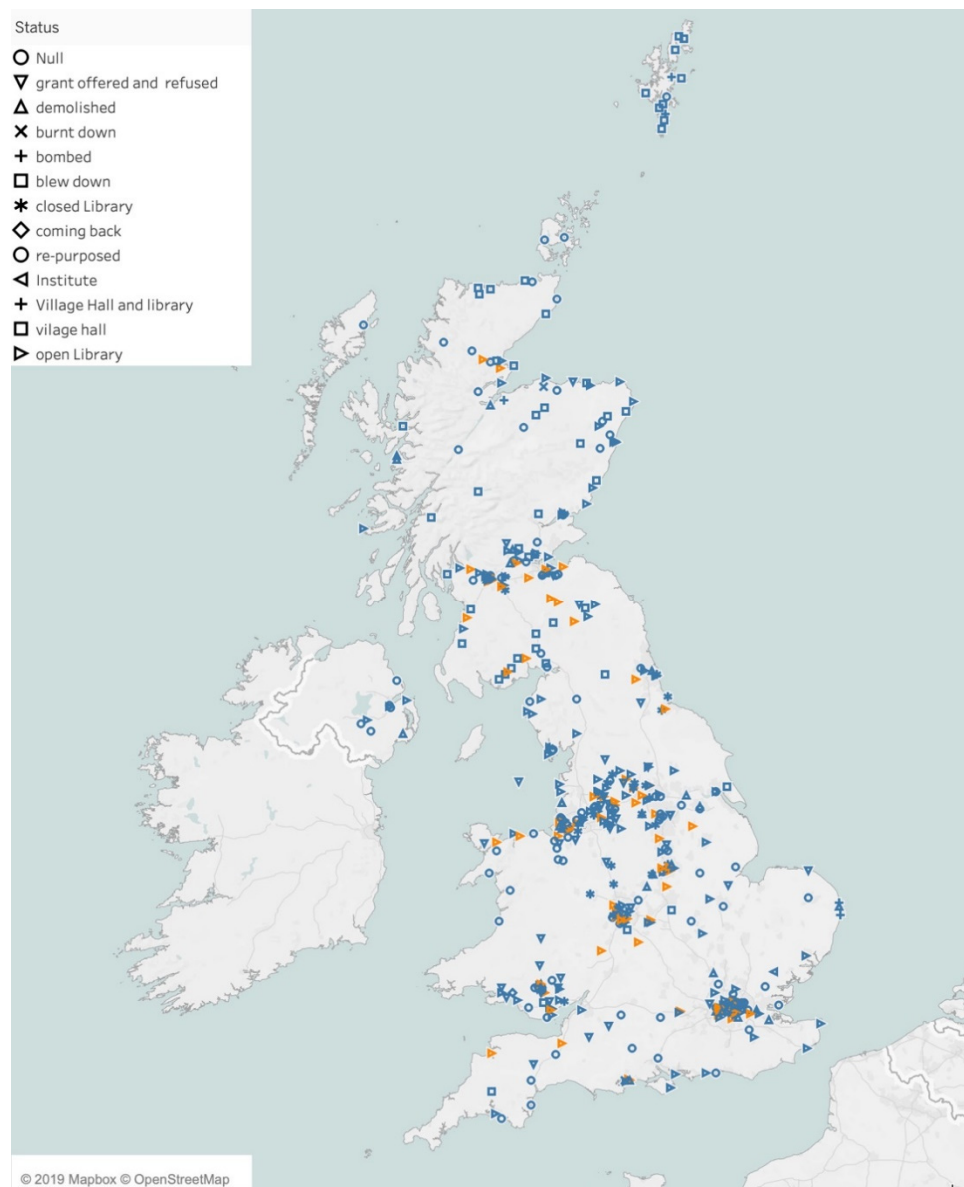 Status
Null
grant offered and refused
demolished
burnt down
bombed
blew down
closed Library
coming back
re-purposed
Institute
Village Hall and library
vilage hall
open Library
© 2019 Mapbox © OpenStreetMap